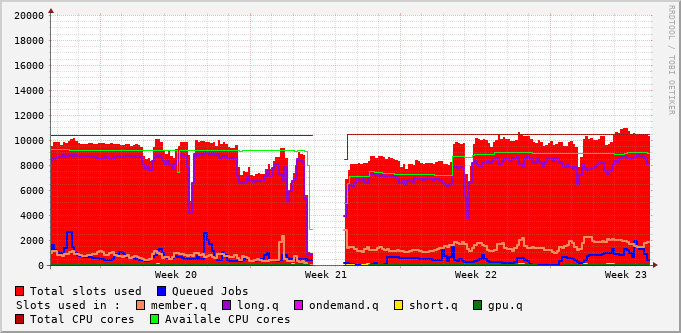 20000
18000
16000
14000
12000
10000
8000
6000
4000
2000
0
Week 20 Week 21 Week 22 Week 23
RRDTOOL / TOBI OETIKER
Total slots used Queued Jobs
Slots used in : member.q long.q ondemand.q short.q gpu.q
Total CPU cores Availale CPU cores